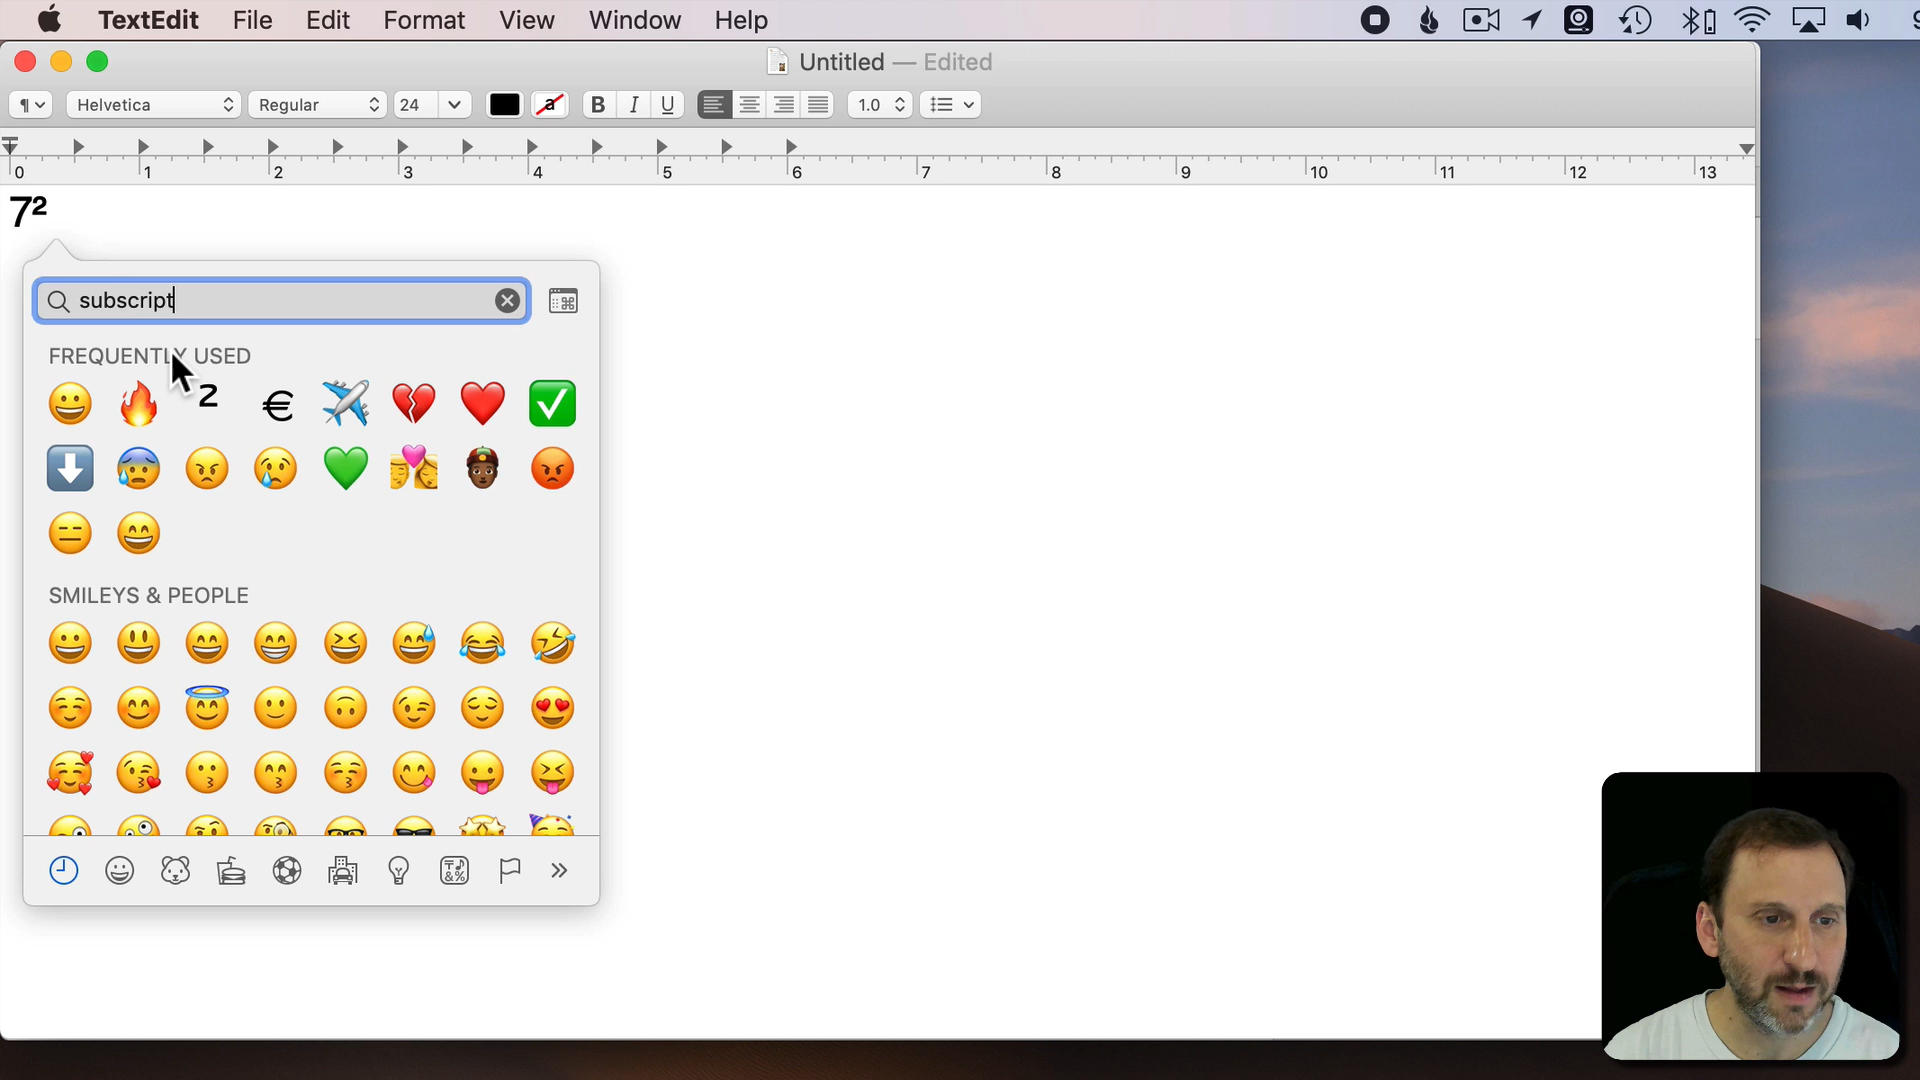 TextEdit File Edit Format View Window Help
Untitled — Edited
¶ Helvetica Regular 24 a B I U 1.0
0 1 2 3 4 5 6 7 8 9 10 11 12 13
7²
subscript
FREQUENTLY USED
2 €
SMILEYS & PEOPLE